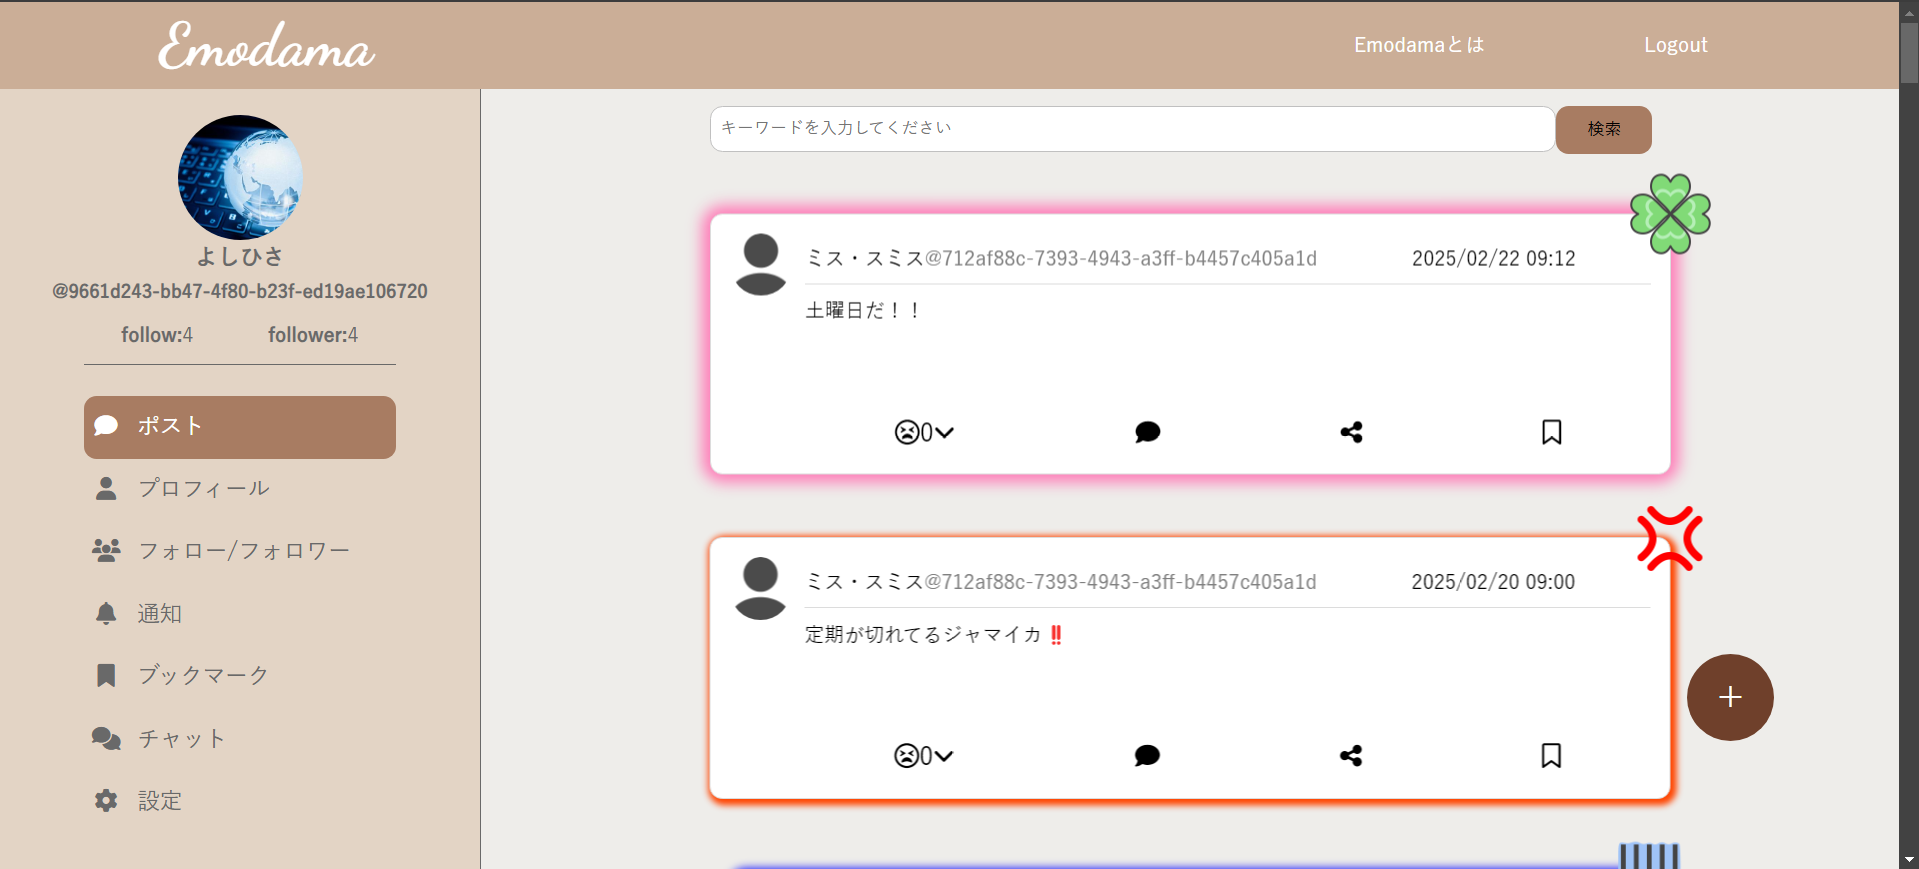 Emodama
Emodamaとは
Logout
よしひさ
@9661d243-bb47-4f80-b23f-ed19ae106720
follow:4
follower:4
ポスト
プロフィール
フォロー/フォロワー
通知
ブックマーク
チャット
設定
キーワードを入力してください
検索
ミス・スミス@712af88c-7393-4943-a3ff-b4457c405a1d
2025/02/22 09:12
土曜日だ！！
0
ミス・スミス@712af88c-7393-4943-a3ff-b4457c405a1d
2025/02/20 09:00
定期が切れてるジャマイカ‼️
0